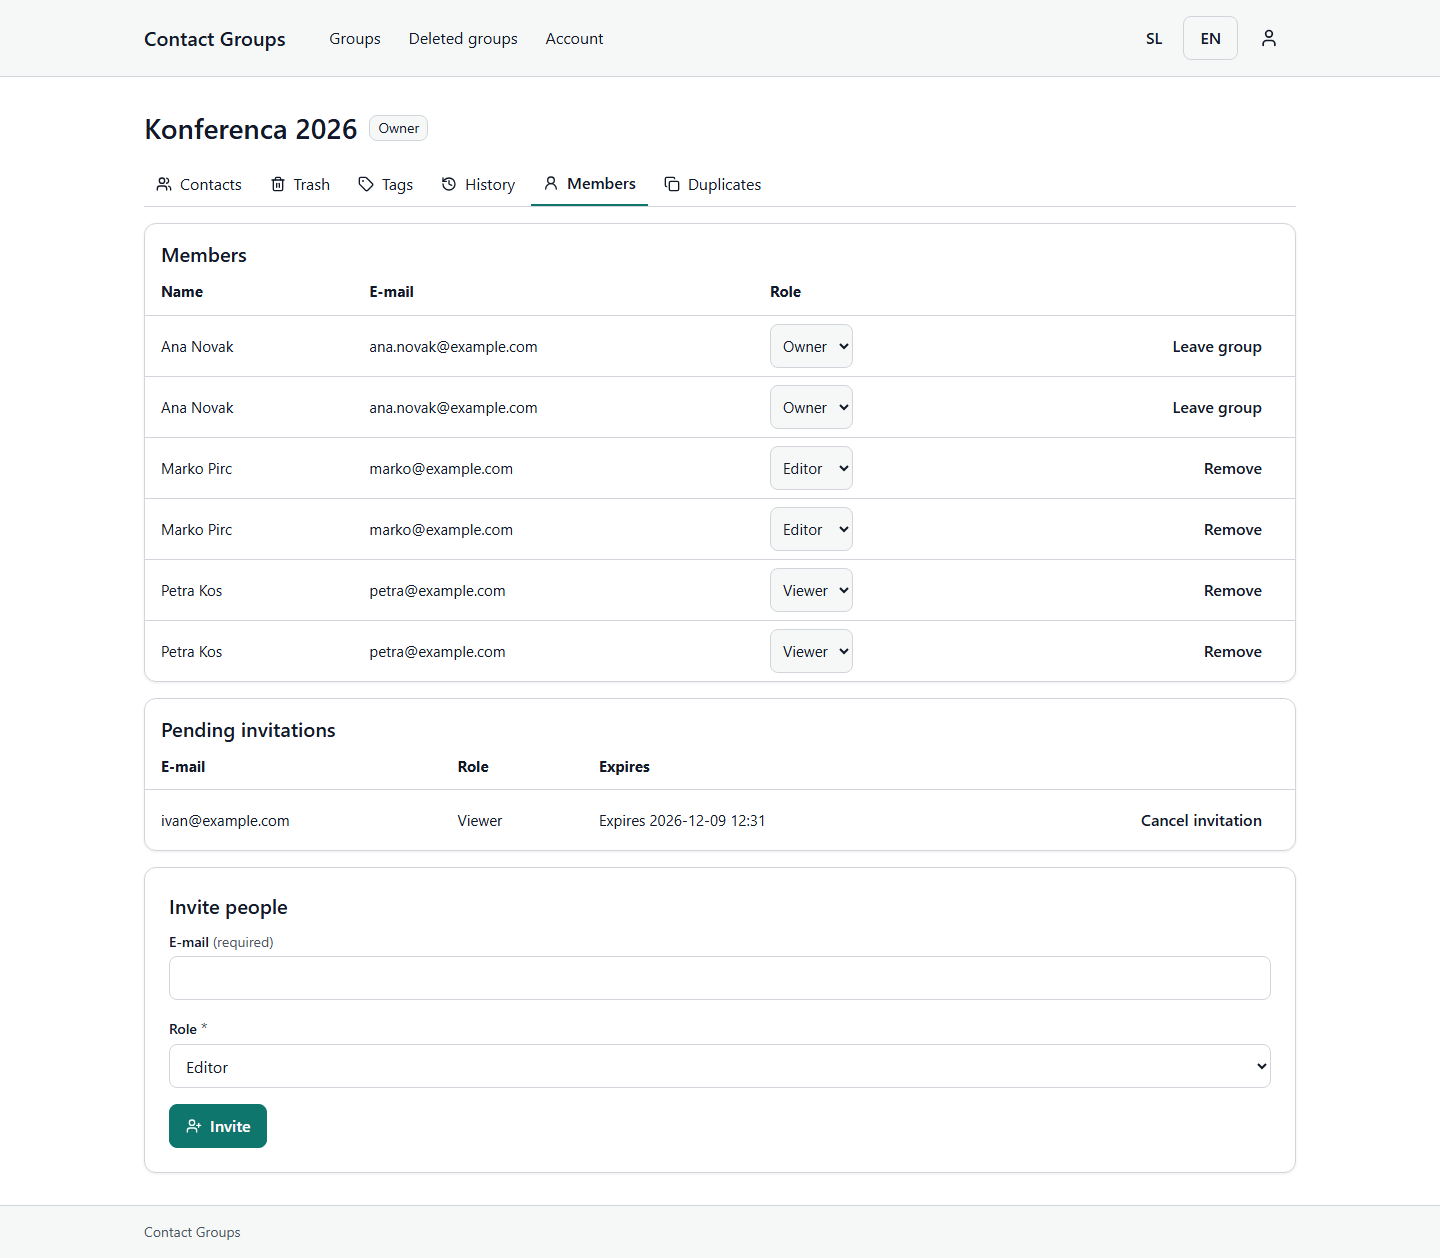 Contact Groups Groups Deleted groups Account SL EN
Konferenca 2026 Owner
Contacts Trash Tags History Members Duplicates
Members
Name E-mail Role
Ana Novak ana.novak@example.com Owner Leave group
Ana Novak ana.novak@example.com Owner Leave group
Marko Pirc marko@example.com Editor Remove
Marko Pirc marko@example.com Editor Remove
Petra Kos petra@example.com Viewer Remove
Petra Kos petra@example.com Viewer Remove
Pending invitations
E-mail Role Expires
ivan@example.com Viewer Expires 2026-12-09 12:31 Cancel invitation
Invite people
E-mail (required)
Role *
Editor
Invite
Contact Groups